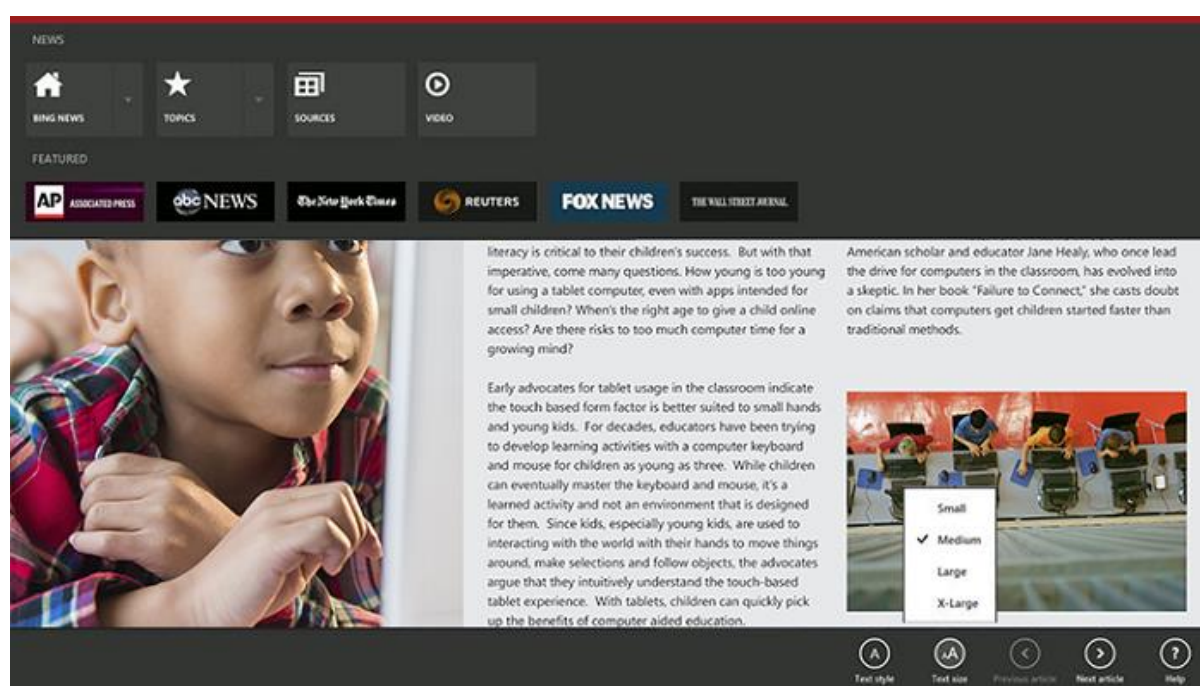 NEWS
BING NEWS
TOPICS
SOURCES
VIDEO
FEATURED
AP ASSOCIATED PRESS
abc NEWS
The New York Times
REUTERS
FOX NEWS
THE WALL STREET JOURNAL
literacy is critical to their children's success. But with that
imperative, come many questions. How young is too young
for using a tablet computer, even with apps intended for
small children? When's the right age to give a child online
access? Are there risks to too much computer time for a
growing mind?
Early advocates for tablet usage in the classroom indicate
the touch based form factor is better suited to small hands
and young kids. For decades, educators have been trying
to develop learning activities with a computer keyboard
and mouse for children as young as three. While children
can eventually master the keyboard and mouse, it's a
learned activity and not an environment that is designed
for them. Since kids, especially young kids, are used to
interacting with the world with their hands to move things
around, make selections and follow objects, the advocates
argue that they intuitively understand the touch-based
tablet experience. With tablets, children can quickly pick
up the benefits of computer aided education.
American scholar and educator Jane Healy, who once lead
the drive for computers in the classroom, has evolved into
a skeptic. In her book "Failure to Connect," she casts doubt
on claims that computers get children started faster than
traditional methods.
Small
Medium
Large
X-Large
Text style
Text size
Previous article
Next article
Help